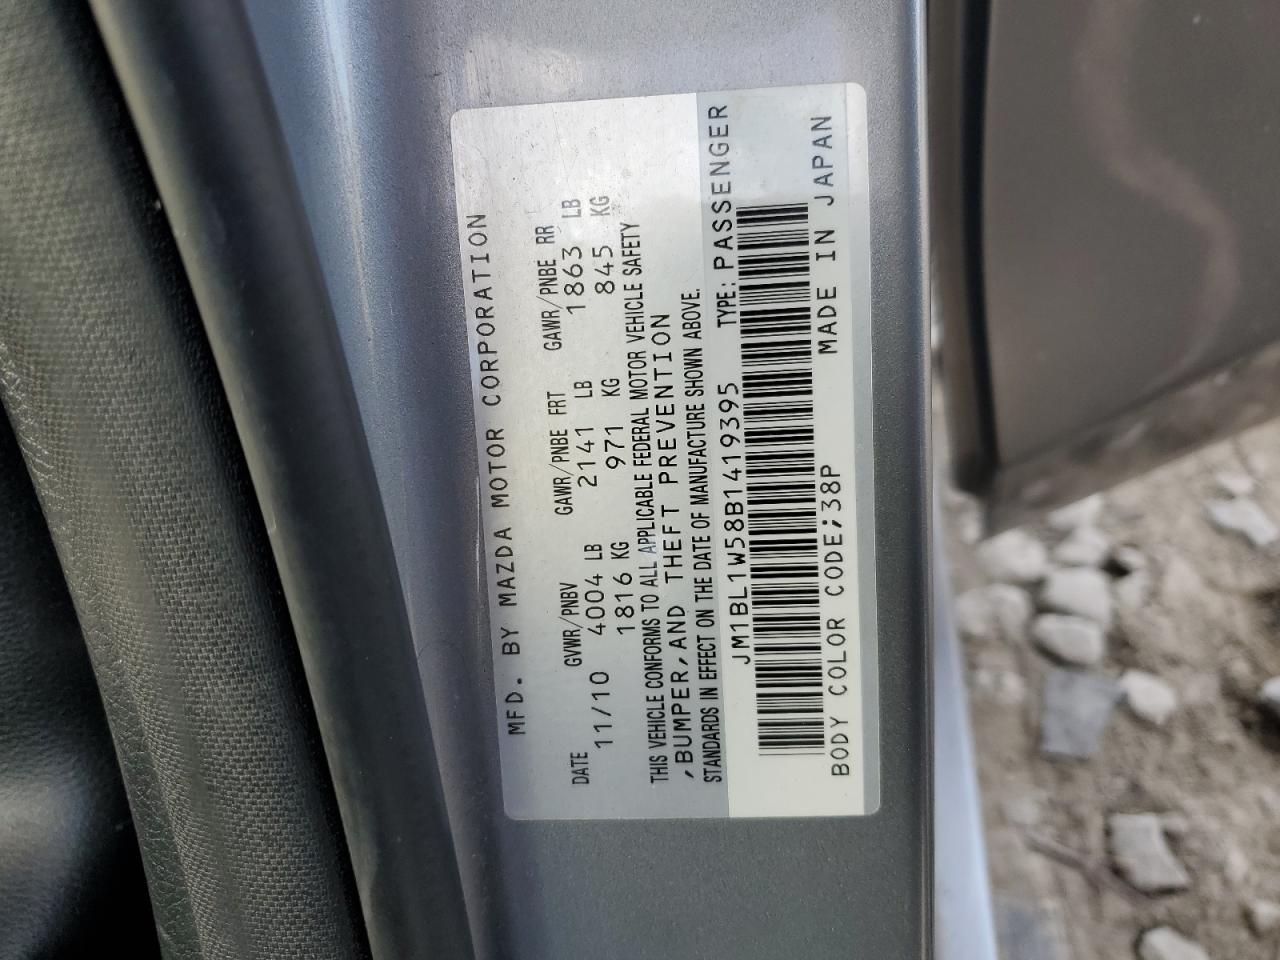 MFD. BY MAZDA MOTOR CORPORATION
DATE GVWR/PNBV GAWR/PNBE FRT GAWR/PNBE RR
11/10 4004 LB 2141 LB 1863 LB
1816 KG 971 KG 845 KG
THIS VEHICLE CONFORMS TO ALL APPLICABLE FEDERAL MOTOR VEHICLE SAFETY
,BUMPER,AND THEFT PREVENTION
STANDARDS IN EFFECT ON THE DATE OF MANUFACTURE SHOWN ABOVE.
JM1BL1W58B1419395 TYPE: PASSENGER
BODY COLOR CODE;38P MADE IN JAPAN